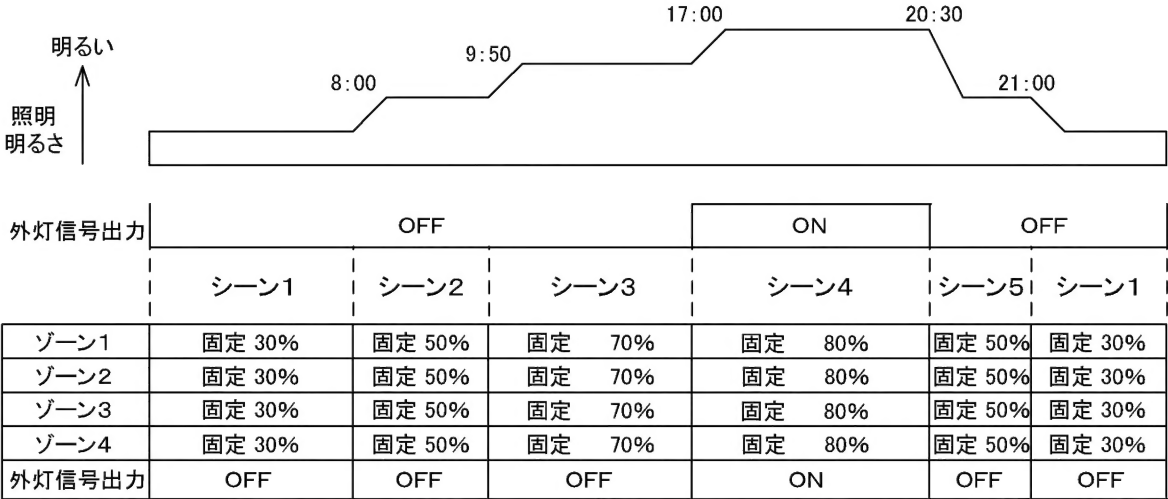 17:00
20:30
明るい
9:50
8:00
21:00
照明
明るさ
外灯信号出力 OFF ON OFF
シーン1 シーン2 シーン3 シーン4 シーン5 シーン1
ゾーン1 固定 30% 固定 50% 固定 70% 固定 80% 固定 50% 固定 30%
ゾーン2 固定 30% 固定 50% 固定 70% 固定 80% 固定 50% 固定 30%
ゾーン3 固定 30% 固定 50% 固定 70% 固定 80% 固定 50% 固定 30%
ゾーン4 固定 30% 固定 50% 固定 70% 固定 80% 固定 50% 固定 30%
外灯信号出力 OFF OFF OFF ON OFF OFF